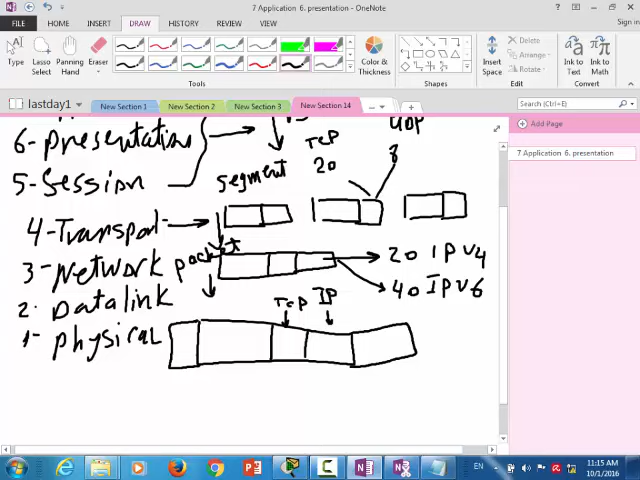 7 Application 6. presentation - OneNote
FILE HOME INSERT DRAW HISTORY REVIEW VIEW
Sign in
Type Lasso Select Panning Hand Eraser Color & Thickness Insert Space Delete Arrange Rotate Ink to Text Ink to Math
Tools Shapes Edit Convert
lastday1 New Section 1 New Section 2 New Section 3 New Section 14
Search (Ctrl+E)
Add Page
7 Application 6. presentation
UDP
6-presentation
TCP
20
8
5-Session
segment
4-Transport
packet
3-Network
20 IPv4
40 IPv6
2. Datalink
TCP IP
1- physical
EN
11:15 AM
10/1/2016